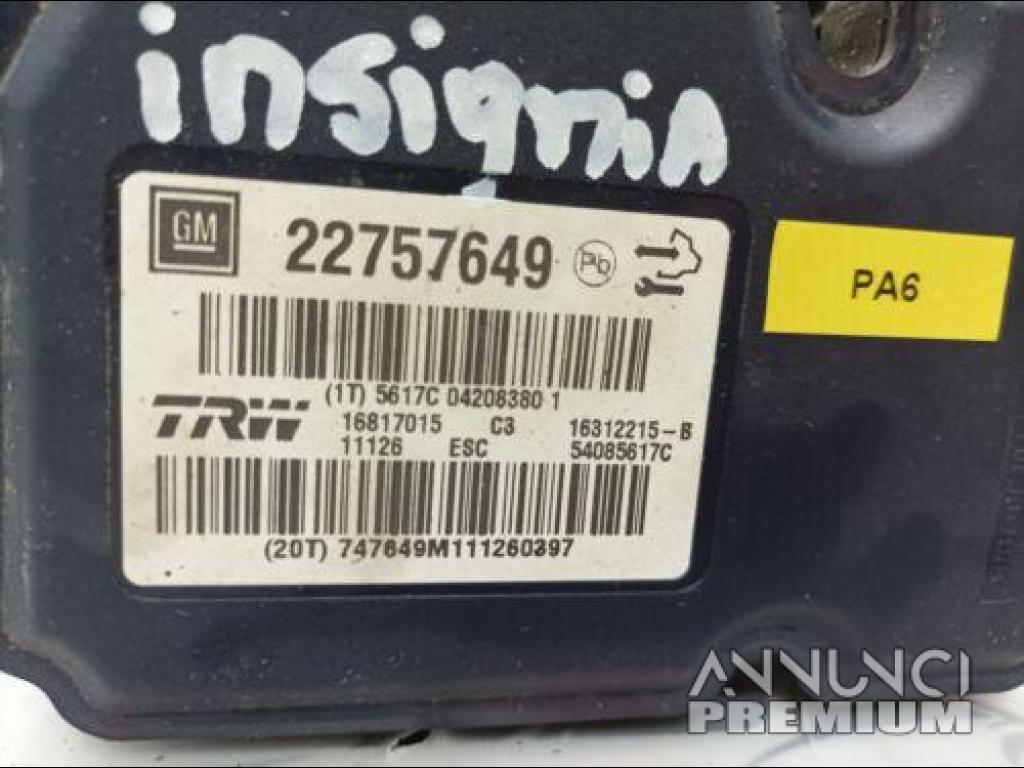 insignia
GM 22757649 Pb
PA6
(1T) 5617C 04208380 1
TRW 16817015 C3 16312215-B
11126 ESC 54085617C
(20T) 747649M111260397
ANNUNCI
PREMIUM